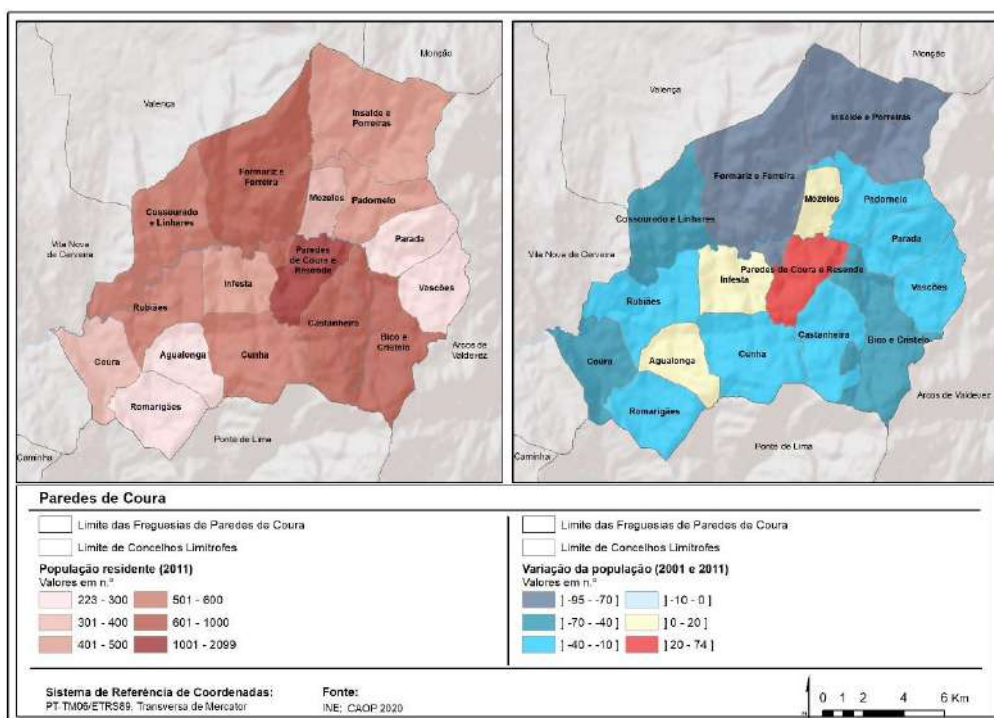 Monção
Valença
Insalde e
Porreiras
Formariz e
Ferreira
Mozelos
Padornelo
Cossourado
e Linhares
Vila Nova
de Cerveira
Paredes
de Coura e
Resende
Parada
Infesta
Vascões
Rubiães
Castanheira
Bico e
Cristelo
Arcos de
Valdevez
Agualonga
Cunha
Coura
Romarigães
Ponte de Lima
Caminha
Monção
Valença
Insalde e Porreiras
Formariz e Ferreira
Mozelos
Padornelo
Cossourado e Linhares
Parada
Vila Nova de Cerveira
Paredes de Coura e Resende
Infesta
Vascões
Rubiães
Castanheira
Bico e Cristelo
Agualonga
Cunha
Coura
Arcos de Valdevez
Romarigães
Ponte de Lima
Caminha
Paredes de Coura
Limite das Freguesias de Paredes de Coura
Limite de Concelhos Limítrofes
População residente (2011)
Valores em n.º
223 - 300
501 - 600
301 - 400
601 - 1000
401 - 500
1001 - 2099
Limite das Freguesias de Paredes de Coura
Limite de Concelhos Limítrofes
Variação da população (2001 e 2011)
Valores em n.º
] -95 - -70 ]
] -10 - 0 ]
] -70 - -40 ]
] 0 - 20 ]
] -40 - -10 ]
] 20 - 74 ]
Sistema de Referência de Coordenadas:
PT-TM06/ETRS89, Transversa de Mercator
Fonte:
INE; CAOP 2020
0 1 2 4 6 Km